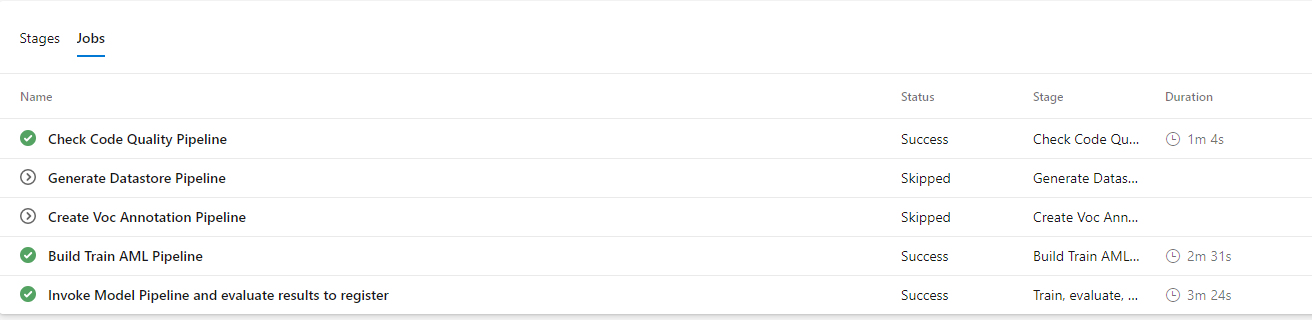 Stages Jobs
Name Status Stage Duration
Check Code Quality Pipeline Success Check Code Qu... 1m 4s
Generate Datastore Pipeline Skipped Generate Datas...
Create Voc Annotation Pipeline Skipped Create Voc Ann...
Build Train AML Pipeline Success Build Train AML... 2m 31s
Invoke Model Pipeline and evaluate results to register Success Train, evaluate, ... 3m 24s